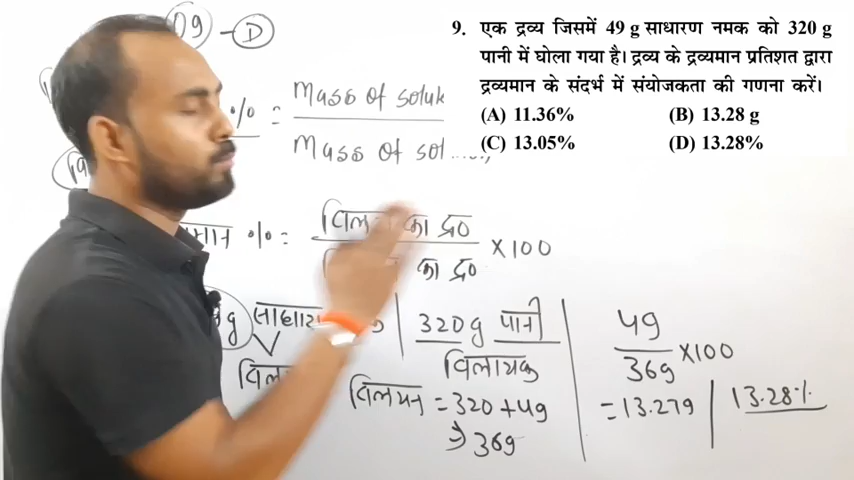 09 - D
9. एक द्रव्य जिसमें 49 g साधारण नमक को 320 g
पानी में घोला गया है। द्रव्य के द्रव्यमान प्रतिशत द्वारा
द्रव्यमान के संदर्भ में संयोजकता की गणना करें।
(A) 11.36% (B) 13.28 g
(C) 13.05% (D) 13.28%
% = Mass of solute
Mass of
% = का द्र०
का द्र० ×100
g 320g पानी
विलायक
विलयन = 320 + 49
⇒ 369
49
369 ×100
= 13.279 13.28%